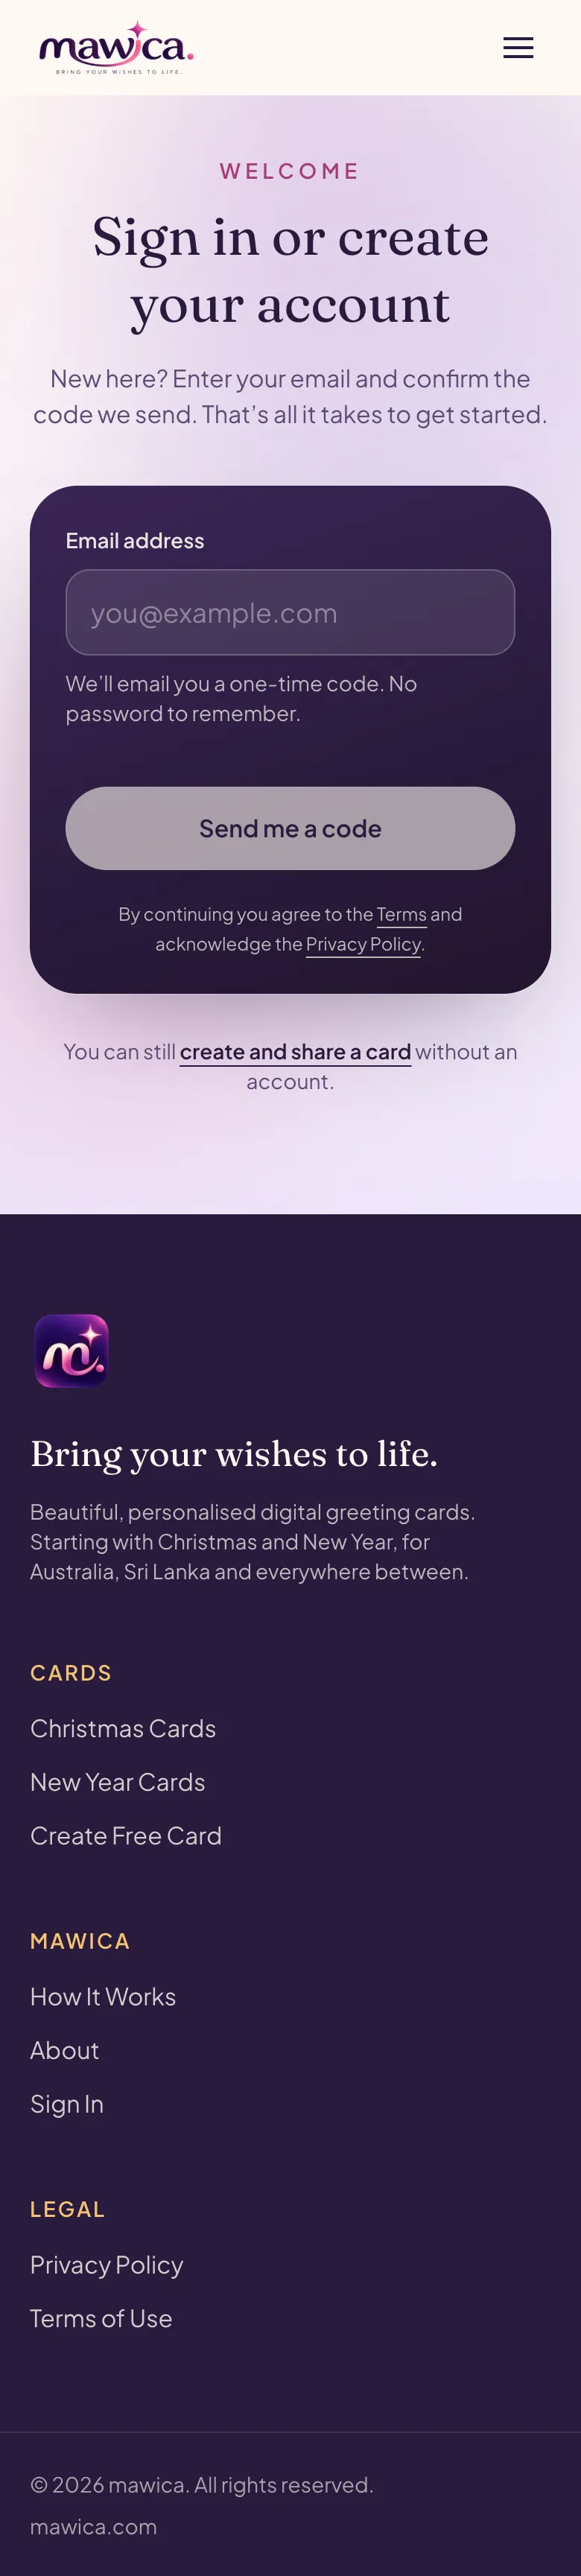 mawica.
BRING YOUR WISHES TO LIFE.
WELCOME
Sign in or create
your account
New here? Enter your email and confirm the
code we send. That’s all it takes to get started.
Email address
you@example.com
We’ll email you a one-time code. No
password to remember.
Send me a code
By continuing you agree to the Terms and
acknowledge the Privacy Policy.
You can still create and share a card without an
account.
m.
Bring your wishes to life.
Beautiful, personalised digital greeting cards.
Starting with Christmas and New Year, for
Australia, Sri Lanka and everywhere between.
CARDS
Christmas Cards
New Year Cards
Create Free Card
MAWICA
How It Works
About
Sign In
LEGAL
Privacy Policy
Terms of Use
© 2026 mawica. All rights reserved.
mawica.com